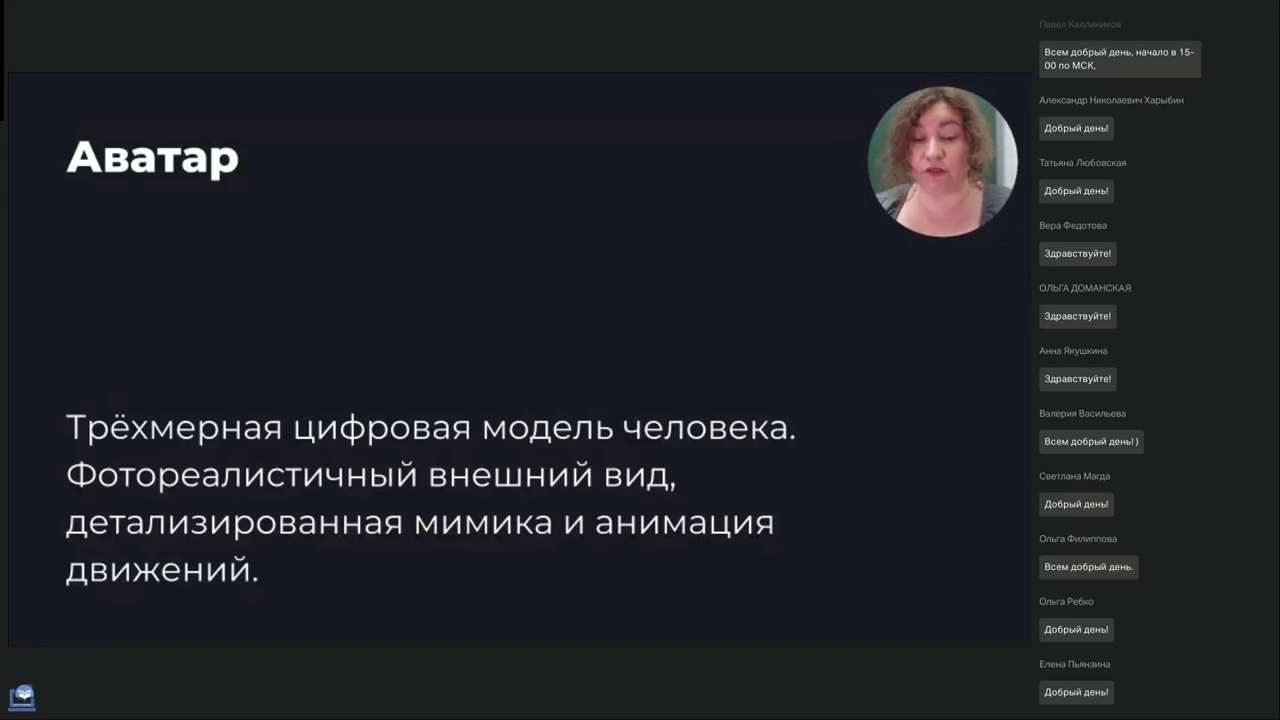 Аватар
Трёхмерная цифровая модель человека.
Фотореалистичный внешний вид,
детализированная мимика и анимация
движений.
Павел Каллиников
Всем добрый день, начало в 15-
00 по МСК,
Александр Николаевич Харыбин
Добрый день!
Татьяна Любовская
Добрый день!
Вера Федотова
Здравствуйте!
ОЛЬГА ДОМАНСКАЯ
Здравствуйте!
Анна Якушкина
Здравствуйте!
Валерия Васильева
Всем добрый день! )
Светлана Магда
Добрый день!
Ольга Филиппова
Всем добрый день.
Ольга Ребко
Добрый день!
Елена Пьянзина
Добрый день!